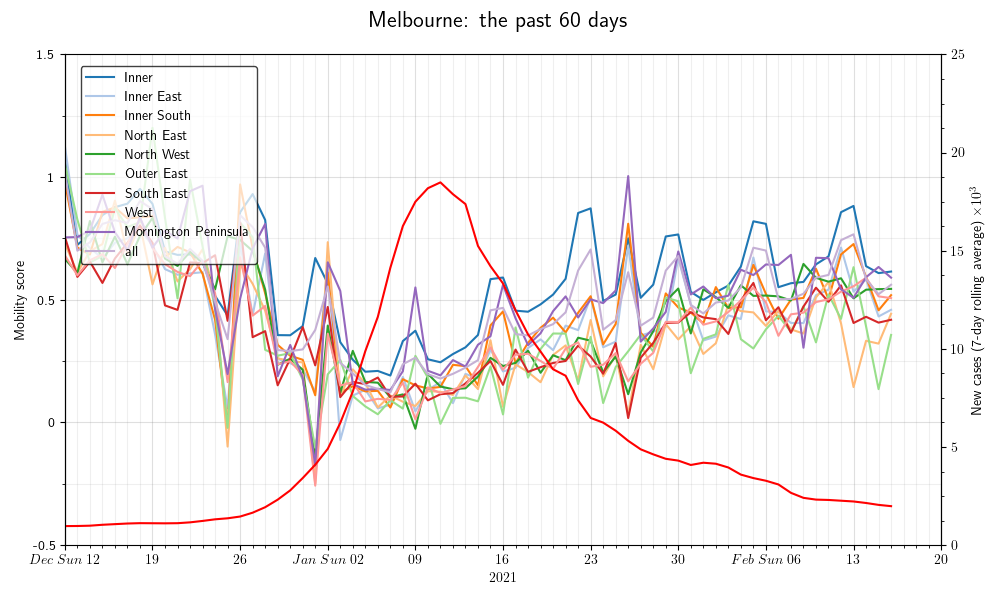 Melbourne: the past 60 days
1.5
1
0.5
0
-0.5
Mobility score
Inner
Inner East
Inner South
North East
North West
Outer East
South East
West
Mornington Peninsula
all
25
20
15
10
5
0
New cases (7-day rolling average) ×10³
Dec Sun 12
19
26
Jan Sun 02
09
16
23
30
Feb Sun 06
13
20
2021